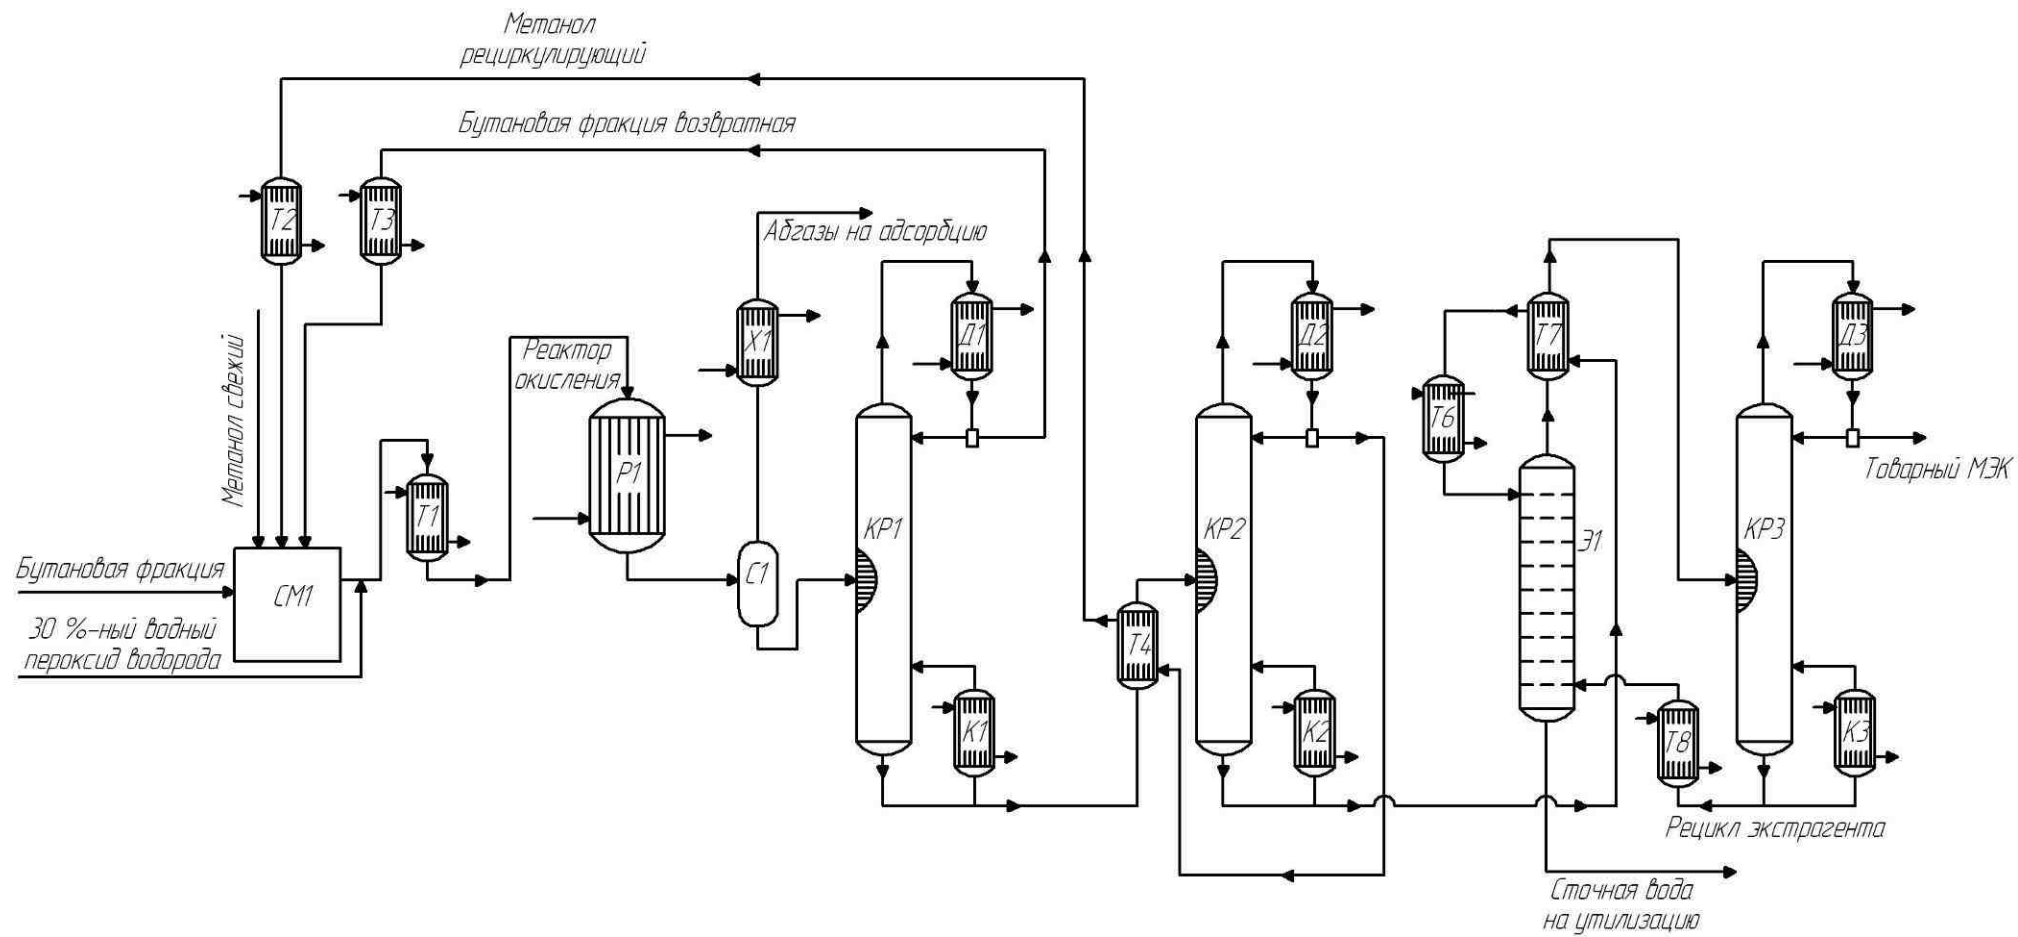 Метанол
рециркулирующий
Бутановая фракция возвратная
Т2
Т3
Абгазы на адсорбцию
Метанол свежий
Реактор
окисления
Х1
Д1
Д2
Т7
Д3
Т6
Товарный МЭК
Р1
Т1
КР1
КР2
Э1
КР3
Бутановая фракция
СМ1
С1
30 %-ный водный
пероксид водорода
Т4
К1
К2
Т8
К3
Рецикл экстрагента
Сточная вода
на утилизацию